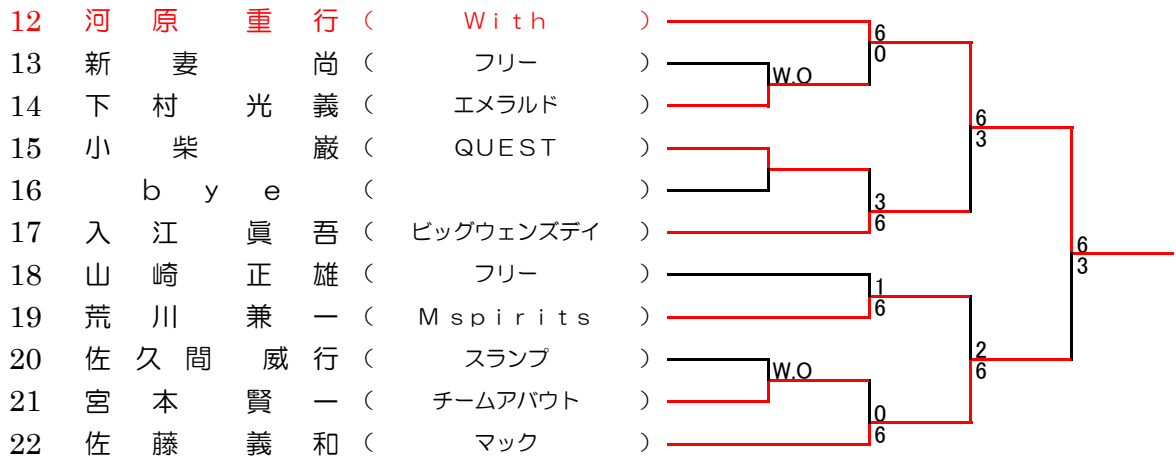 12 河原 重行 ( With )
13 新妻 尚 ( フリー )
14 下村 光義 ( エメラルド )
15 小柴 巌 ( QUEST )
16 bye ( )
17 入江 眞吾 ( ビッグウェンズデイ )
18 山崎 正雄 ( フリー )
19 荒川 兼一 ( Mspirits )
20 佐久間 威行 ( スランプ )
21 宮本 賢一 ( チームアバウト )
22 佐藤 義和 ( マック )
6
0
W.O
6
3
3
6
6
3
1
6
2
6
W.O
0
6